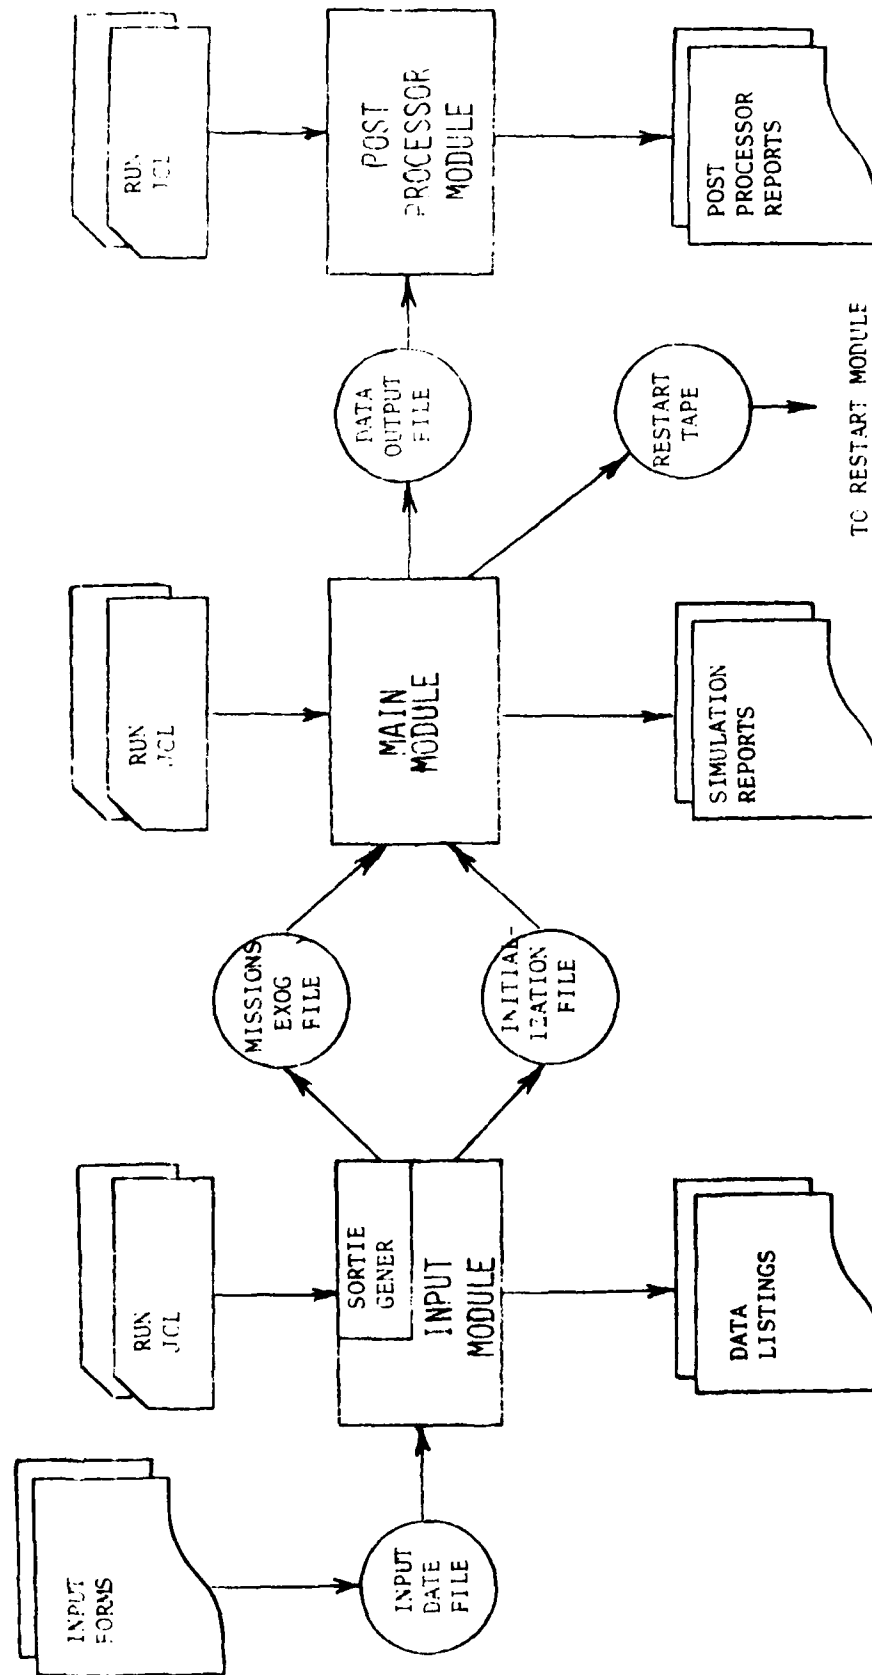 INPUT
FORMS
INPUT
DATE
FILE
RUN
JCL
SORTIE
GENER
INPUT
MODULE
DATA
LISTINGS
MISSIONS
EXOG
FILE
INITIAL-
IZATION
FILE
RUN
JCL
MAIN
MODULE
SIMULATION
REPORTS
DATA
OUTPUT
FILE
RESTART
TAPE
TO RESTART MODULE
RUN
JCL
POST
PROCESSOR
MODULE
POST
PROCESSOR
REPORTS